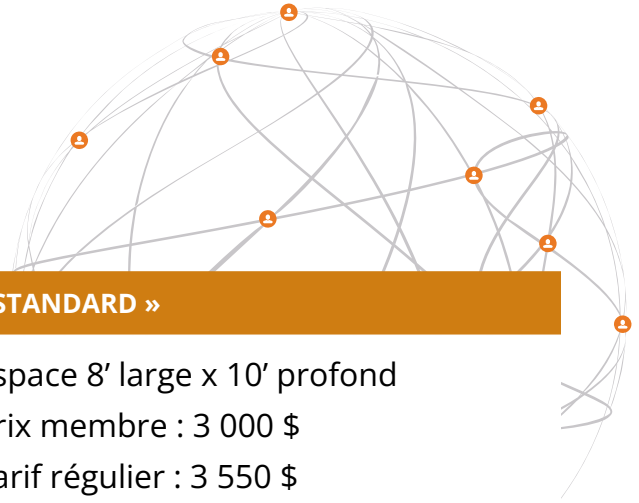 STANDARD »
space 8’ large x 10’ profond
rix membre : 3 000 $
arif régulier : 3 550 $